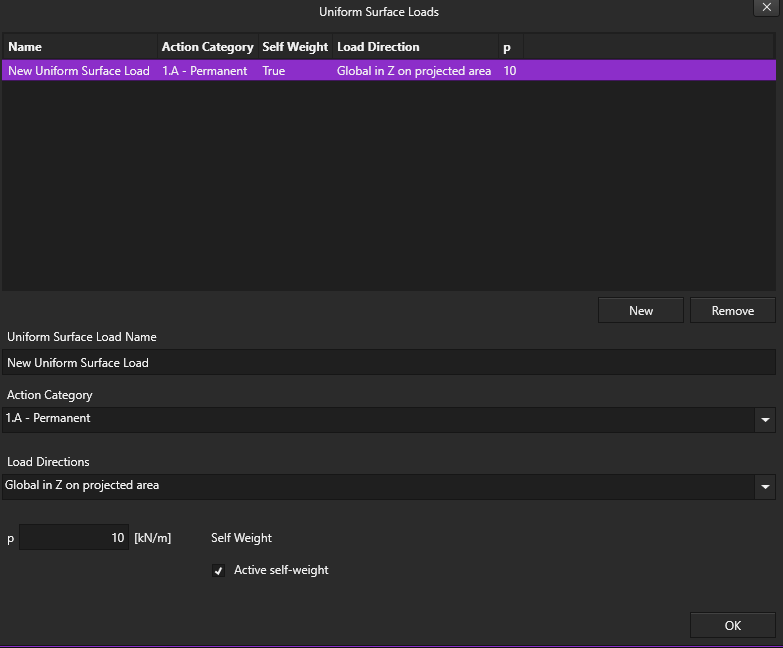 Uniform Surface Loads
Name Action Category Self Weight Load Direction p
New Uniform Surface Load 1.A - Permanent True Global in Z on projected area 10
New Remove
Uniform Surface Load Name
New Uniform Surface Load
Action Category
1.A - Permanent
Load Directions
Global in Z on projected area
p 10 [kN/m] Self Weight
Active self-weight
OK